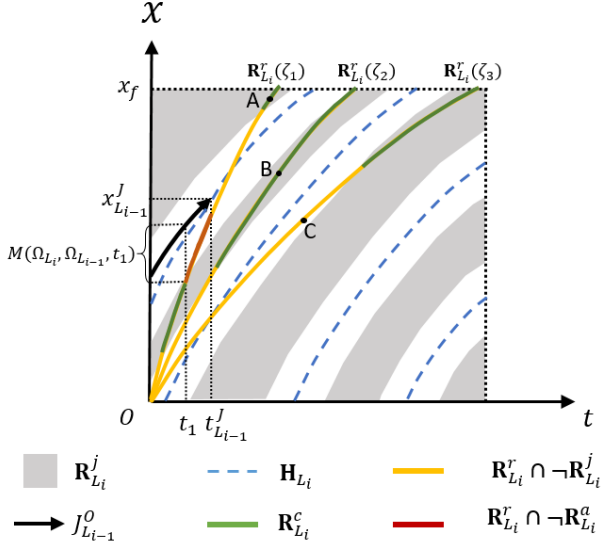 x
R^r_{L_i}(ζ_1) R^r_{L_i}(ζ_2) R^r_{L_i}(ζ_3)
x_f
A
B
x^J_{L_{i-1}}
C
M(Ω_{L_i}, Ω_{L_{i-1}}, t_1)
O t_1 t^J_{L_{i-1}} t
R^j_{L_i} H_{L_i} R^r_{L_i} ∩ ¬R^j_{L_i}
J^O_{L_{i-1}} R^c_{L_i} R^r_{L_i} ∩ ¬R^a_{L_i}